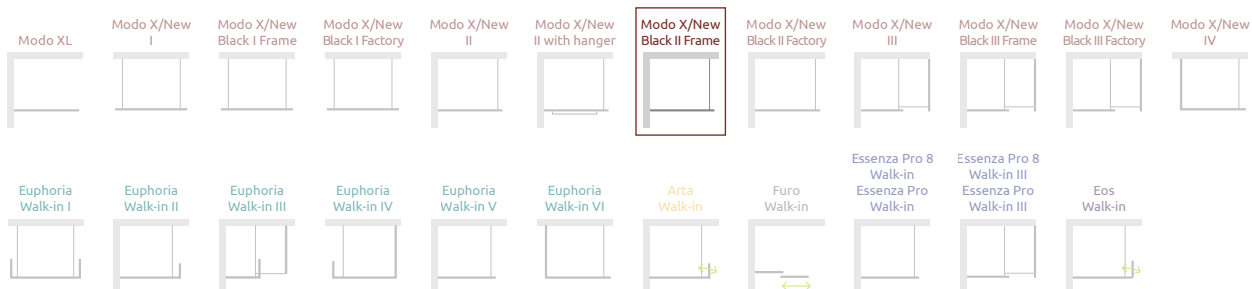 Modo XL
Modo X/New
I
Modo X/New
Black I Frame
Modo X/New
Black I Factory
Modo X/New
II
Modo X/New
II with hanger
Modo X/New
Black II Frame
Modo X/New
Black II Factory
Modo X/New
III
Modo X/New
Black III Frame
Modo X/New
Black III Factory
Modo X/New
IV
Euphoria
Walk-in I
Euphoria
Walk-in II
Euphoria
Walk-in III
Euphoria
Walk-in IV
Euphoria
Walk-in V
Euphoria
Walk-in VI
Arta
Walk-in
Furo
Walk-in
Essenza Pro 8
Walk-in
Essenza Pro
Walk-in
Essenza Pro 8
Walk-in III
Essenza Pro
Walk-in III
Eos
Walk-in